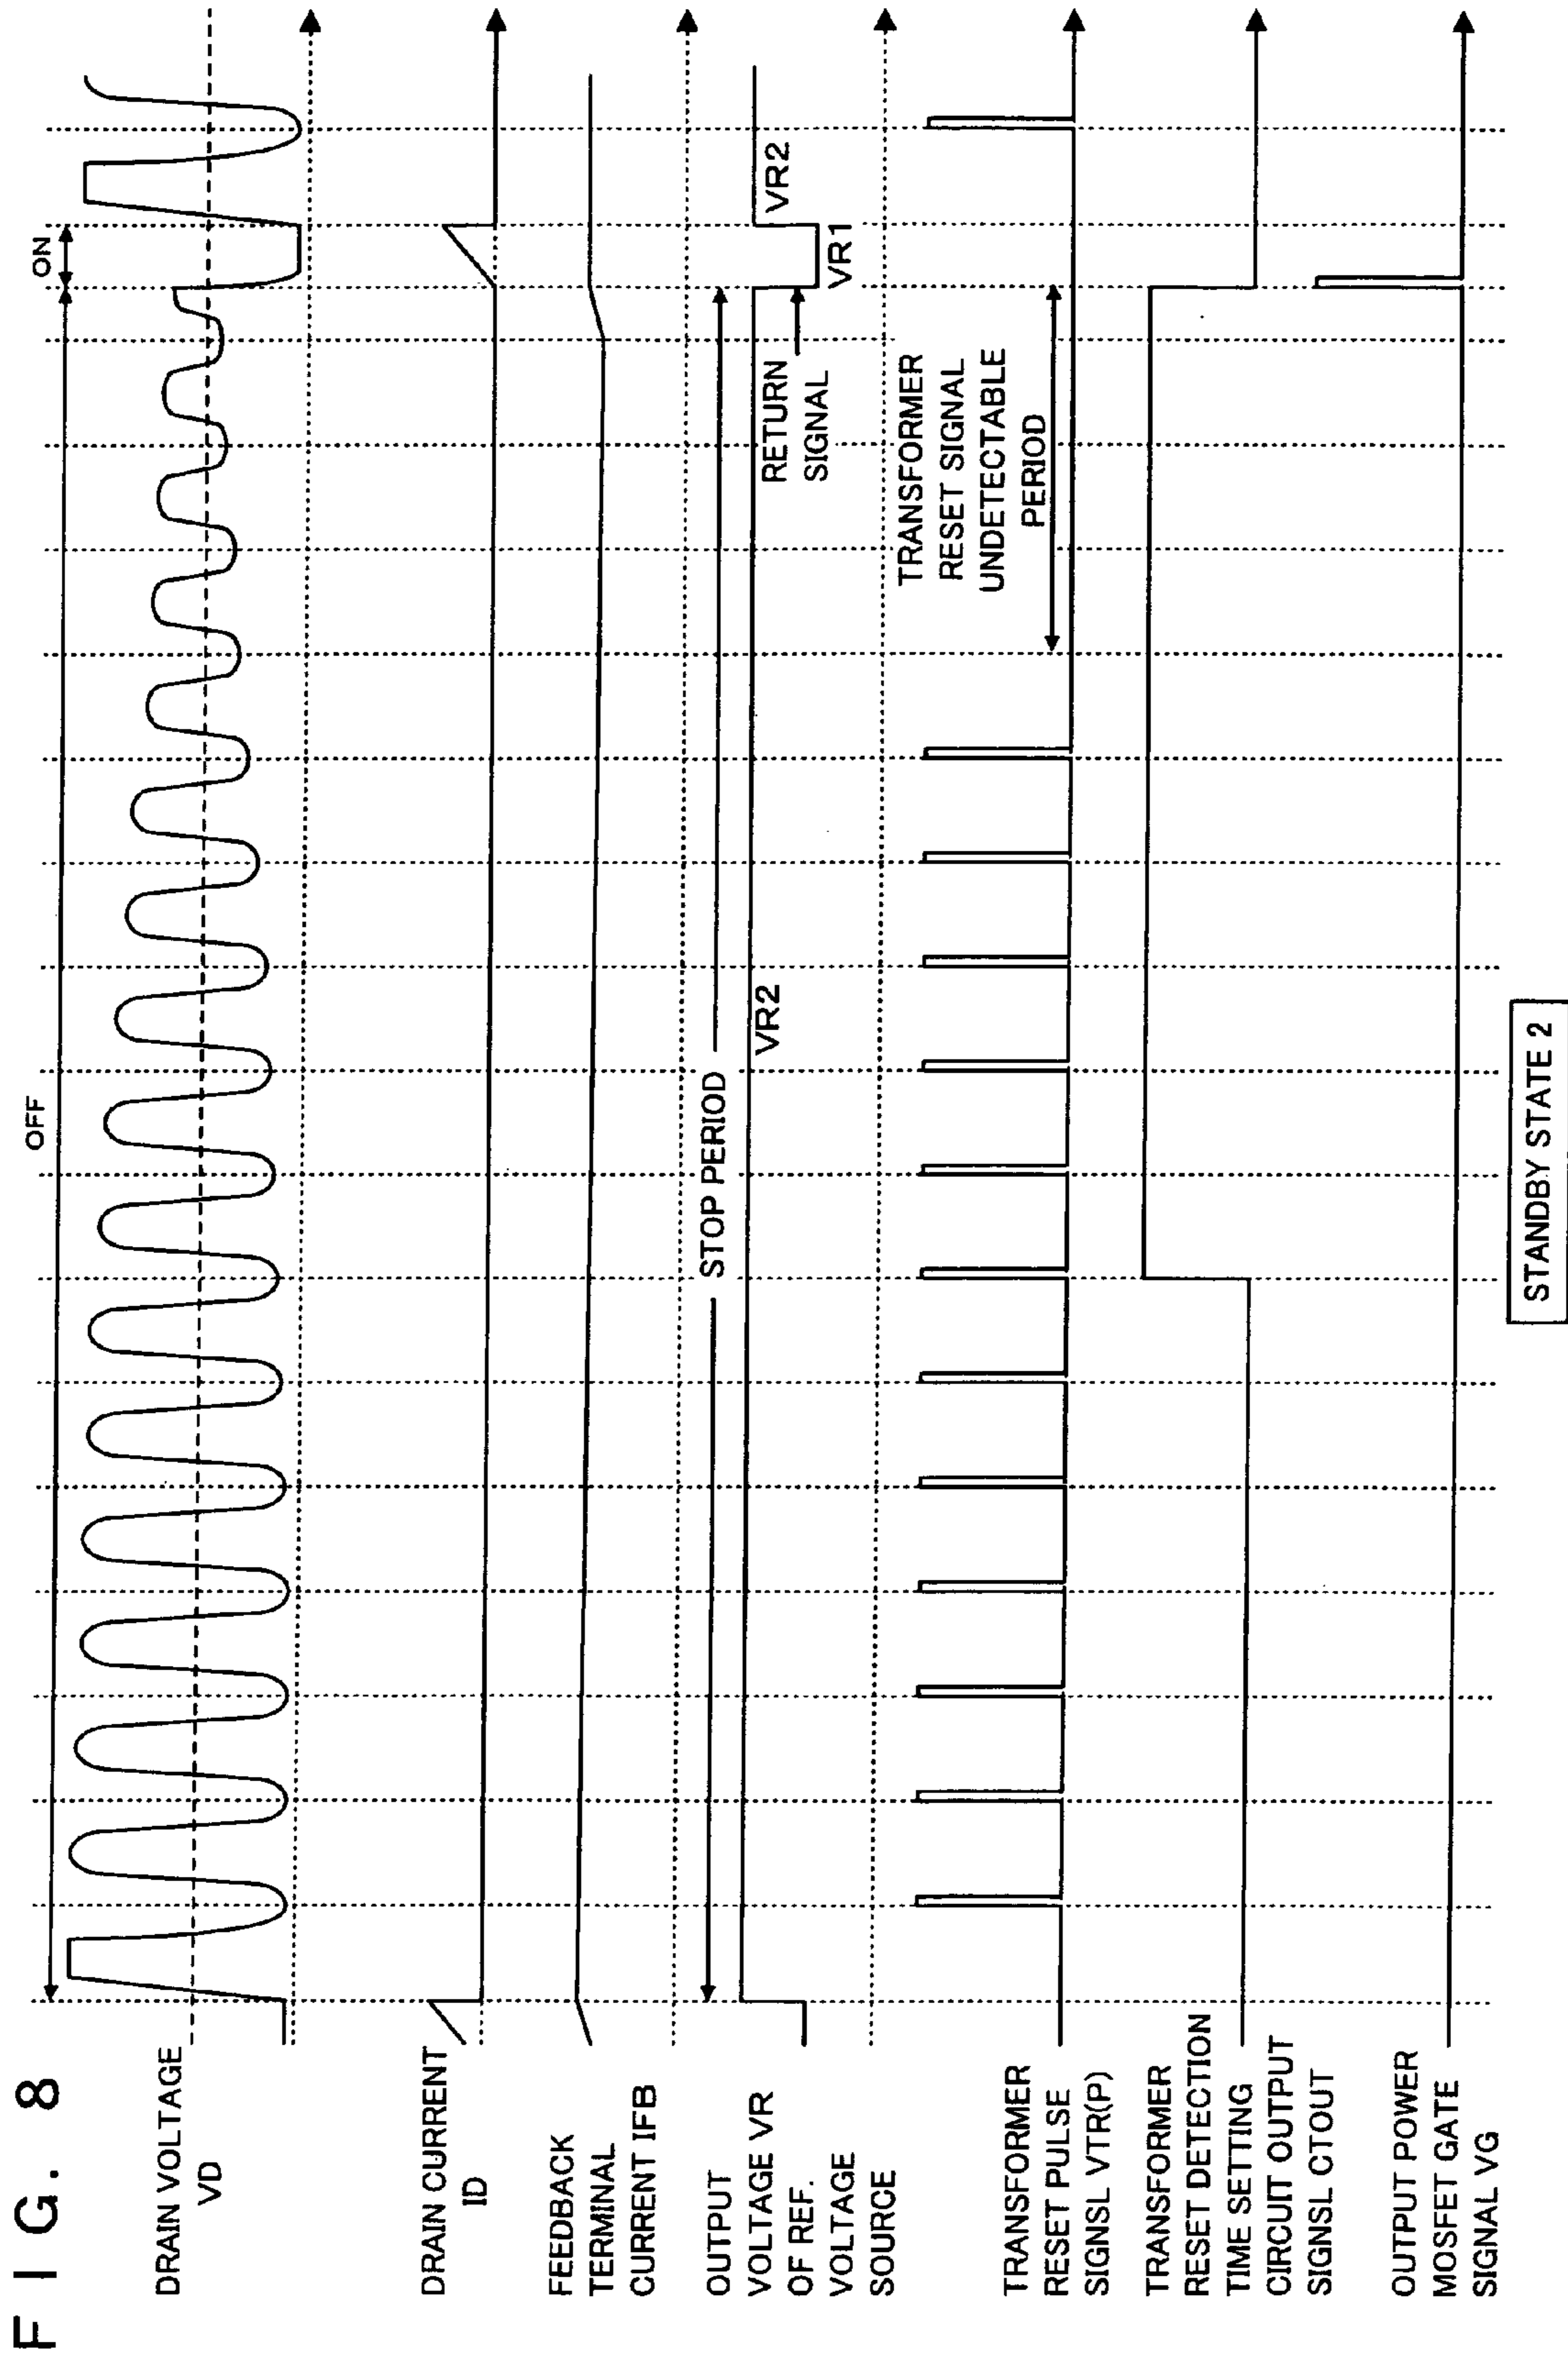 FIG. 8
OFF
ON
DRAIN VOLTAGE
VD
DRAIN CURRENT
ID
FEEDBACK
TERMINAL
CURRENT IFB
STOP PERIOD
OUTPUT
VOLTAGE VR
OF REF.
VOLTAGE
SOURCE
VR2
RETURN
SIGNAL
VR1
VR2
TRANSFORMER
RESET PULSE
SIGNSL VTR(P)
TRANSFORMER
RESET SIGNAL
UNDETECTABLE
PERIOD
TRANSFORMER
RESET DETECTION
TIME SETTING
CIRCUIT OUTPUT
SIGNSL CTOUT
OUTPUT POWER
MOSFET GATE
SIGNAL VG
STANDBY STATE 2